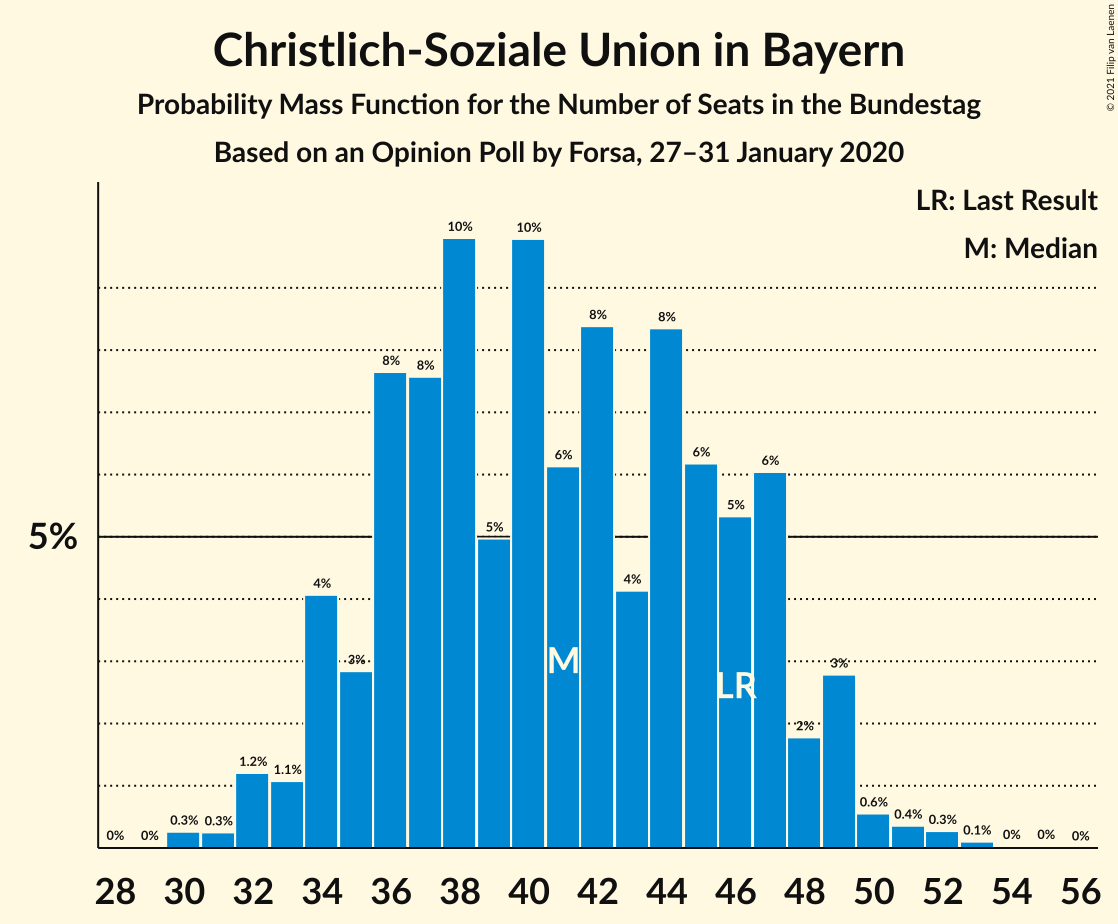 Christlich-Soziale Union in Bayern
Probability Mass Function for the Number of Seats in the Bundestag
Based on an Opinion Poll by Forsa, 27–31 January 2020
© 2021 Filip van Laenen
LR: Last Result
M: Median
5%
0% 0% 0.3% 0.3% 1.2% 1.1% 4% 3% 8% 8% 10% 5% 10% 6% 8% 4% 8% 6% 5% 6% 2% 3% 0.6% 0.4% 0.3% 0.1% 0% 0% 0%
M
LR
28 30 32 34 36 38 40 42 44 46 48 50 52 54 56